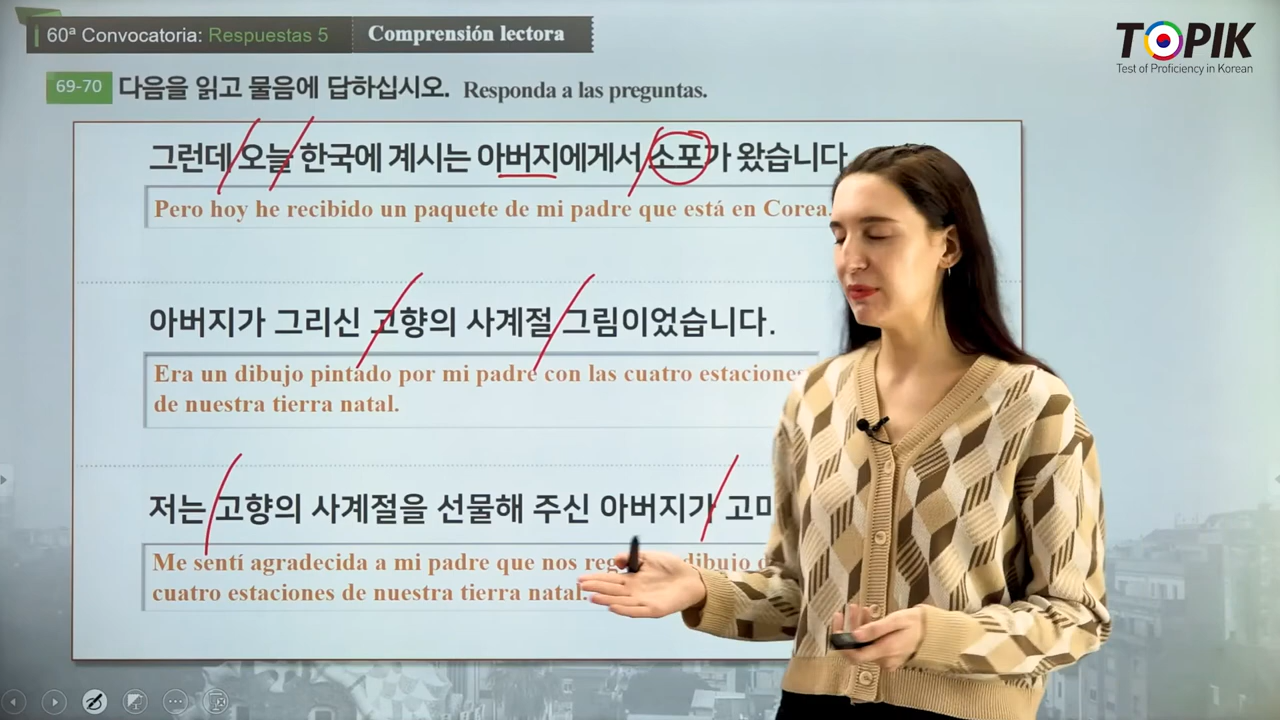 60ª Convocatoria: Respuestas 5 Comprensión lectora
TOPIK
Test of Proficiency in Korean
69-70 다음을 읽고 물음에 답하십시오. Responda a las preguntas.
그런데 오늘 한국에 계시는 아버지에게서 소포가 왔습니다
Pero hoy he recibido un paquete de mi padre que está en Corea.
아버지가 그리신 고향의 사계절 그림이었습니다.
Era un dibujo pintado por mi padre con las cuatro estaciones
de nuestra tierra natal.
저는 고향의 사계절을 선물해 주신 아버지가
Me sentí agradecida a mi padre que nos dibujo
cuatro estaciones de nuestra tierra natal.